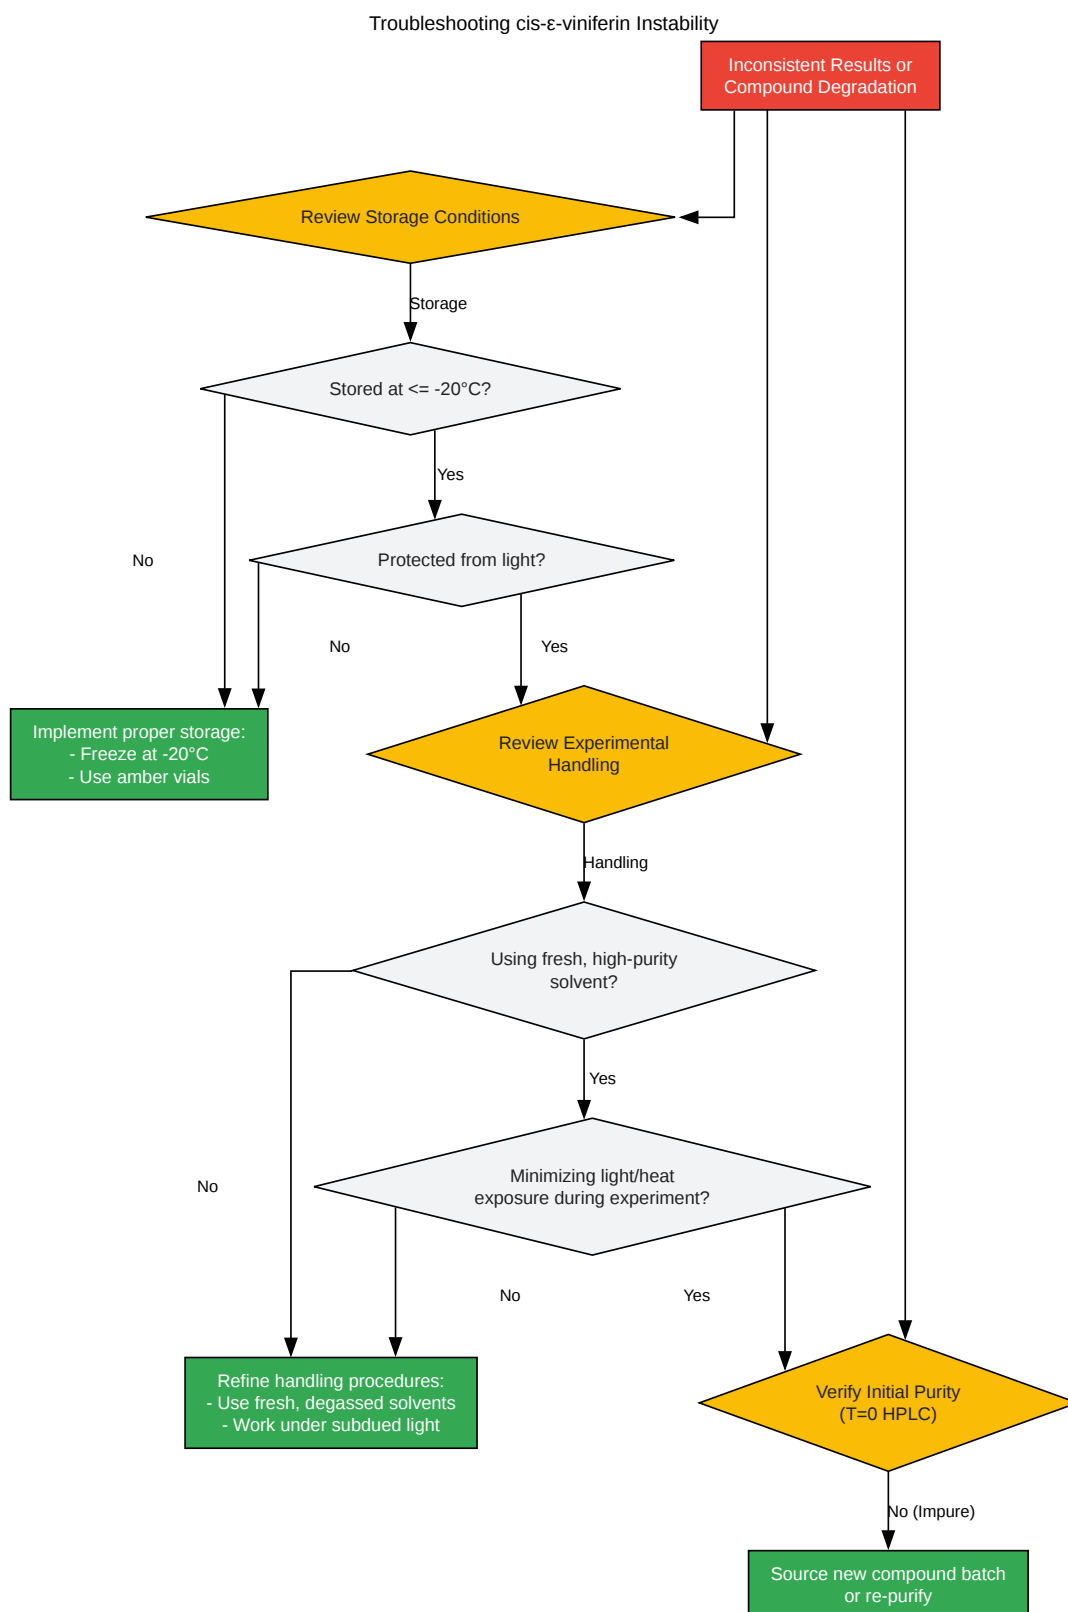 Troubleshooting cis-ε-viniferin Instability
Inconsistent Results or
Compound Degradation
Review Storage Conditions
Storage
Stored at <= -20°C?
Yes
Protected from light?
No
No
Yes
Implement proper storage:
- Freeze at -20°C
- Use amber vials
Review Experimental
Handling
Handling
Using fresh, high-purity
solvent?
Yes
Minimizing light/heat
exposure during experiment?
No
No
Yes
Refine handling procedures:
- Use fresh, degassed solvents
- Work under subdued light
Verify Initial Purity
(T=0 HPLC)
No (Impure)
Source new compound batch
or re-purify